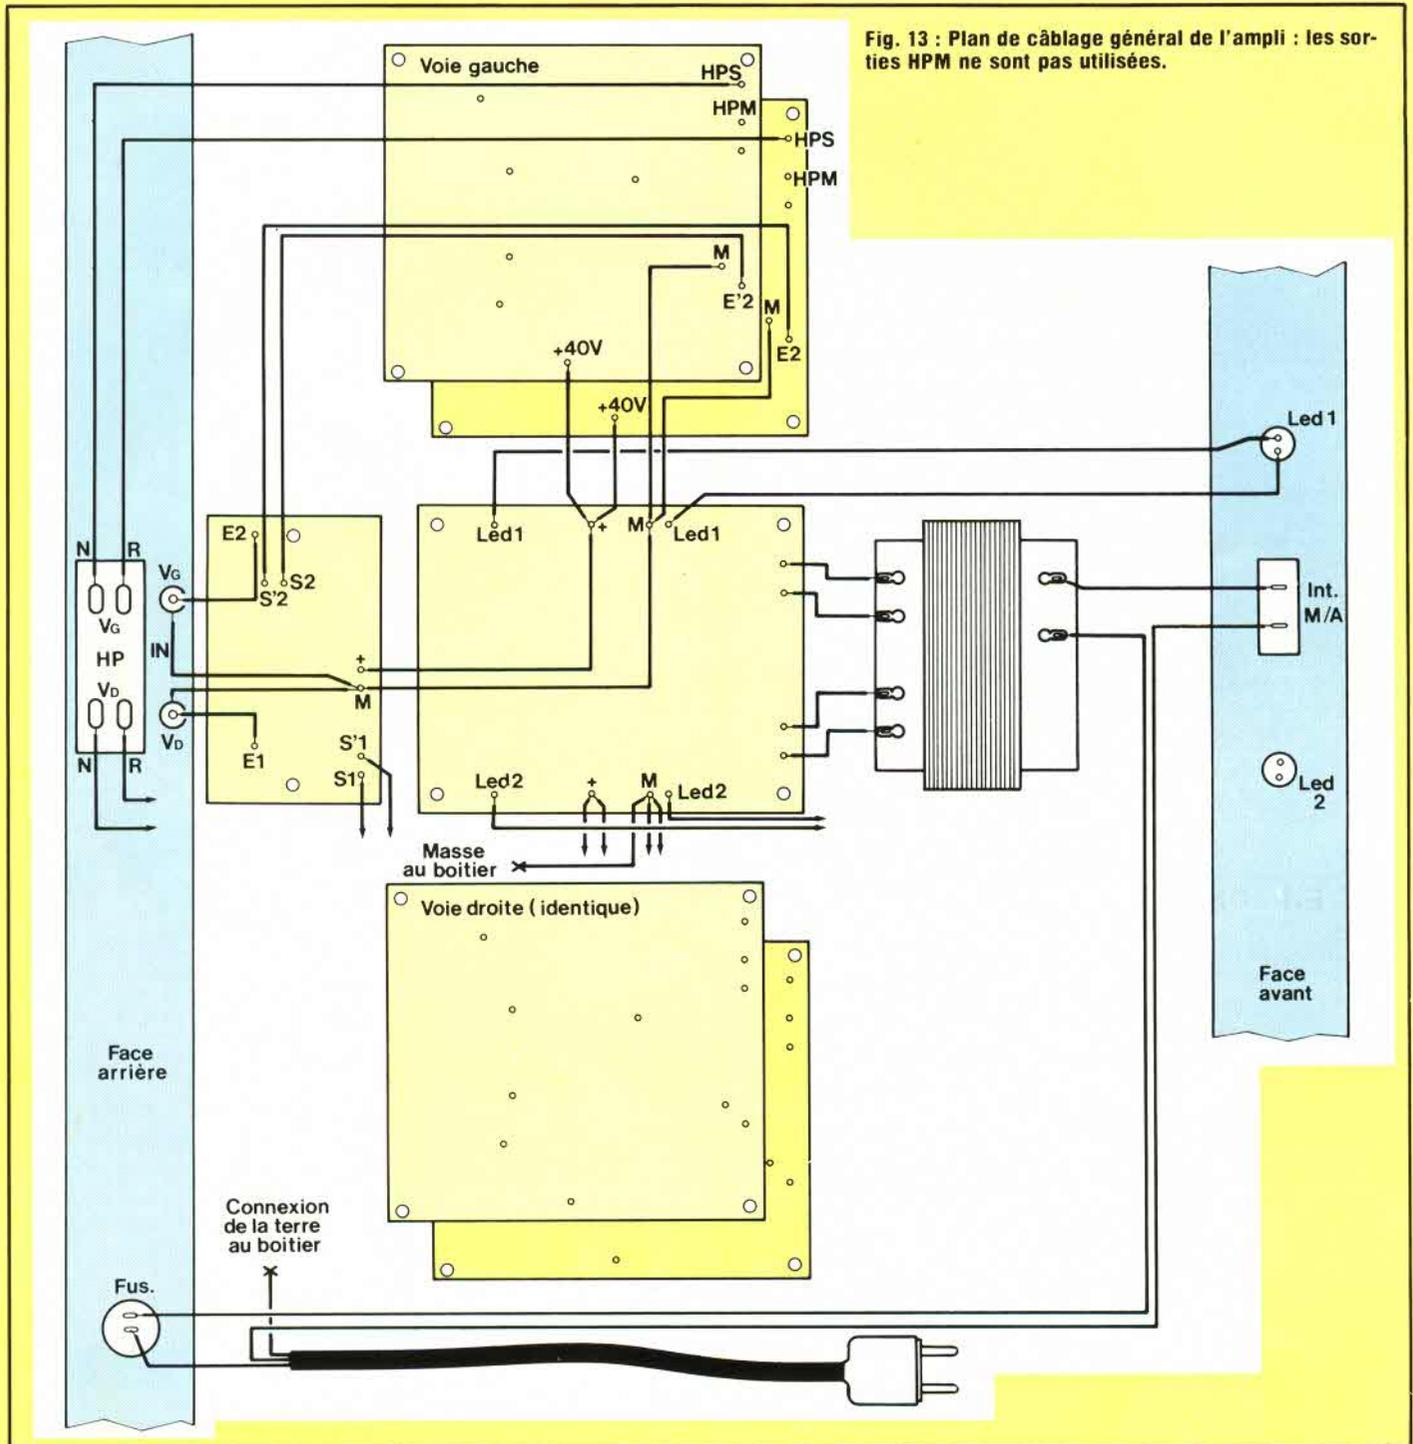 Fig. 13 : Plan de câblage général de l'ampli : les sor-
ties HPM ne sont pas utilisées.
Voie gauche
HPS
HPM
HPS
HPM
M
E'2
M
E2
+40V
+40V
Led 1
E2
S'2
S2
Led1
+
M
Led1
N
R
VG
VG
HP
IN
VD
VD
N
R
+
M
E1
S'1
S1
Int.
M/A
Led
2
Led2
+
M
Led2
Masse
au boitier
Voie droite ( identique)
Face
avant
Face
arrière
Connexion
de la terre
au boitier
Fus.